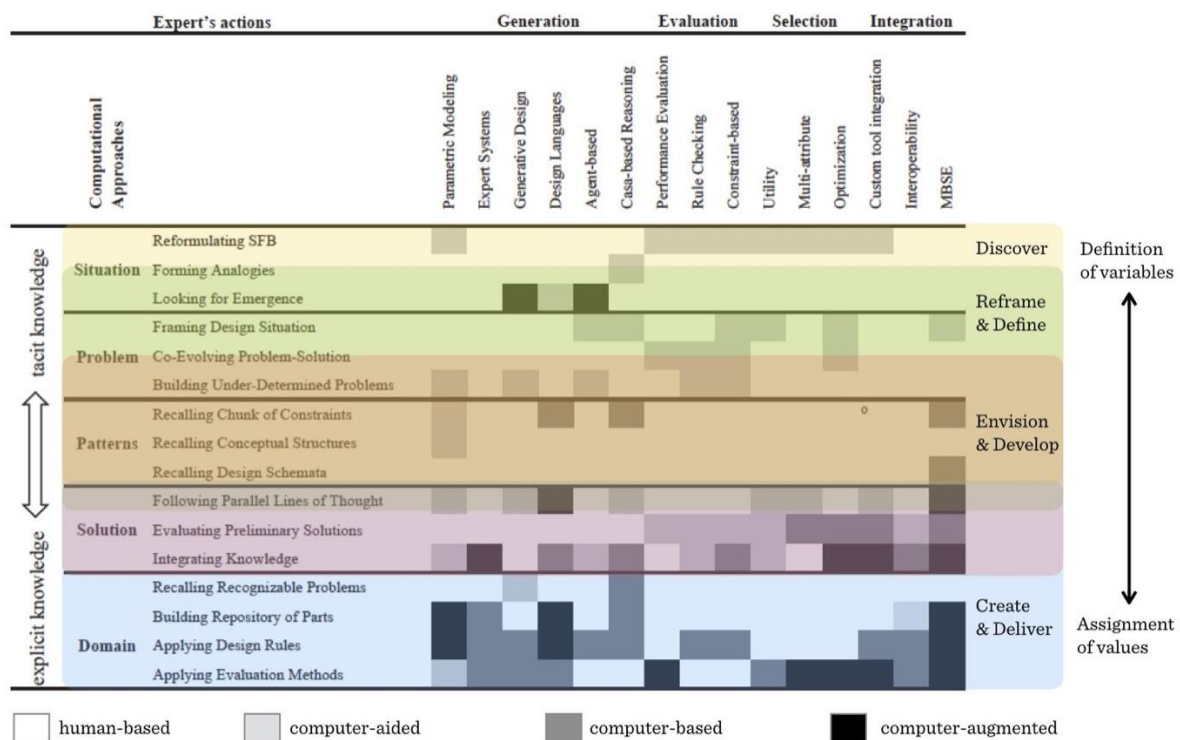 Expert's actions
Generation
Evaluation
Selection
Integration
Computational
Approaches
Parametric Modeling
Expert Systems
Generative Design
Design Languages
Agent-based
Casa-based Reasoning
Performance Evaluation
Rule Checking
Constraint-based
Utility
Multi-attribute
Optimization
Custom tool integration
Interoperability
MBSE
tacit knowledge
explicit knowledge
Situation
Reformulating SFB
Forming Analogies
Looking for Emergence
Problem
Framing Design Situation
Co-Evolving Problem-Solution
Building Under-Determined Problems
Patterns
Recalling Chunk of Constraints
Recalling Conceptual Structures
Recalling Design Schemata
Solution
Following Parallel Lines of Thought
Evaluating Preliminary Solutions
Integrating Knowledge
Domain
Recalling Recognizable Problems
Building Repository of Parts
Applying Design Rules
Applying Evaluation Methods
Discover
Reframe
& Define
Envision
& Develop
Create
& Deliver
Definition
of variables
Assignment
of values
human-based
computer-aided
computer-based
computer-augmented